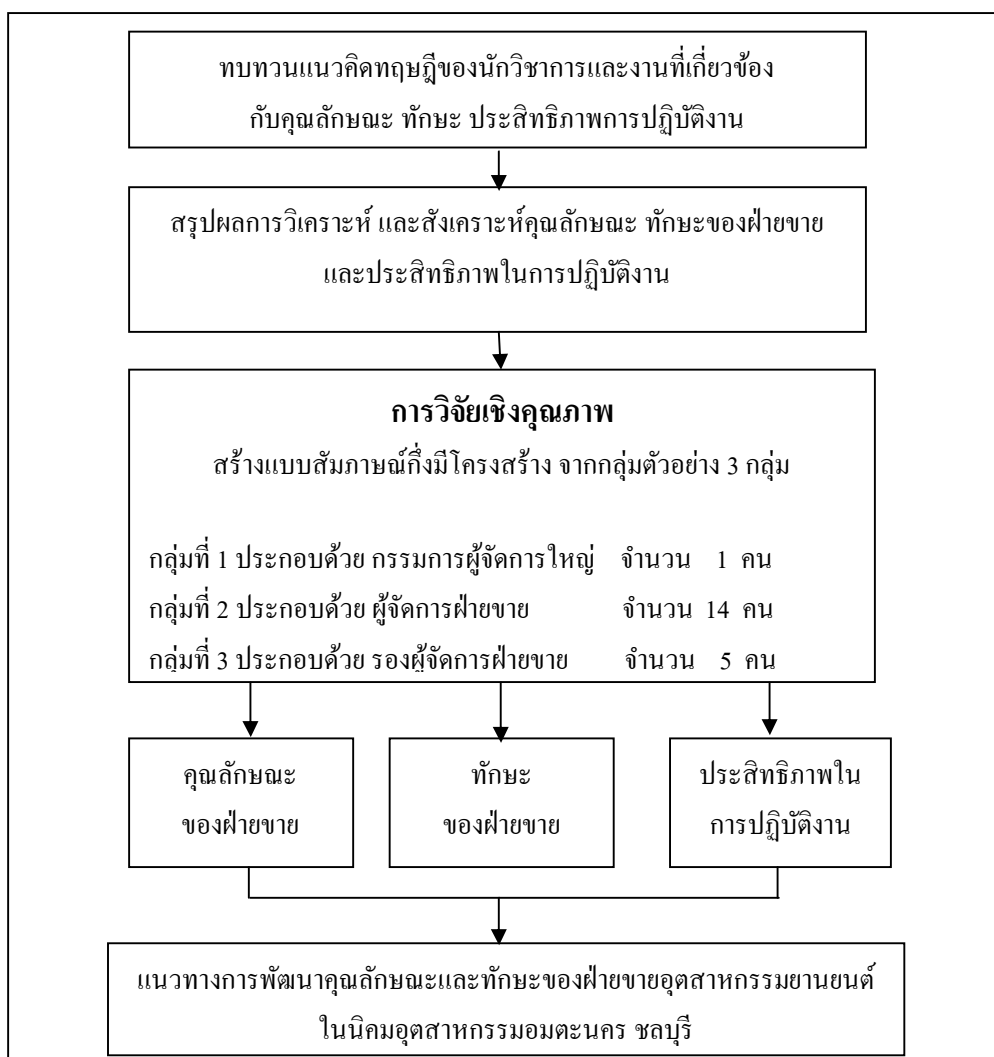 ทบทวนแนวคิดทฤษฎีของนักวิชาการและงานที่เกี่ยวข้อง
กับคุณลักษณะ ทักษะ ประสิทธิภาพการปฏิบัติงาน
สรุปผลการวิเคราะห์ และสังเคราะห์คุณลักษณะ ทักษะของฝ่ายขาย
และประสิทธิภาพในการปฏิบัติงาน
การวิจัยเชิงคุณภาพ
สร้างแบบสัมภาษณ์กึ่งมีโครงสร้าง จากกลุ่มตัวอย่าง 3 กลุ่ม
กลุ่มที่ 1 ประกอบด้วย กรรมการผู้จัดการใหญ่ จำนวน 1 คน
กลุ่มที่ 2 ประกอบด้วย ผู้จัดการฝ่ายขาย จำนวน 14 คน
กลุ่มที่ 3 ประกอบด้วย รองผู้จัดการฝ่ายขาย จำนวน 5 คน
คุณลักษณะ
ของฝ่ายขาย
ทักษะ
ของฝ่ายขาย
ประสิทธิภาพใน
การปฏิบัติงาน
แนวทางการพัฒนาคุณลักษณะและทักษะของฝ่ายขายอุตสาหกรรมยานยนต์
ในนิคมอุตสาหกรรมอมตะนคร ชลบุรี